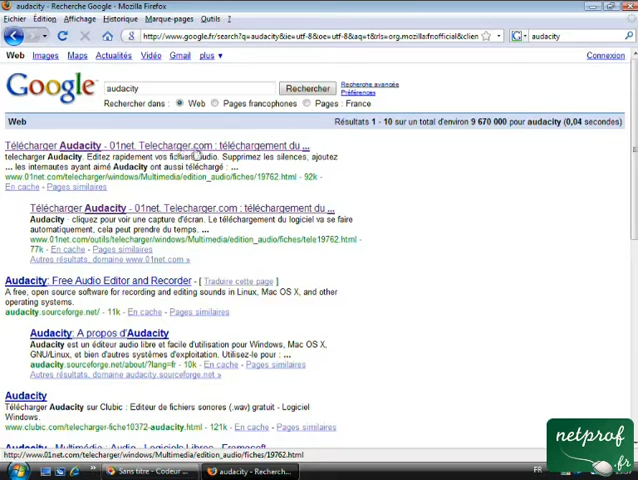 audacity - Recherche Google - Mozilla Firefox
Fichier Édition Affichage Historique Marque-pages Outils ?
http://www.google.fr/search?q=audacity&ie=utf-8&oe=utf-8&aq=t&rls=org.mozilla:fr:official&clien
audacity
Web Images Maps Actualités Vidéo Gmail plus ▼ Connexion
Google audacity Rechercher Recherche avancée
Préférences
Rechercher dans : Web Pages francophones Pages : France
Web Résultats 1 - 10 sur un total d'environ 9 670 000 pour audacity (0,04 secondes)
Télécharger Audacity - 01net. Telecharger.com : téléchargement du ...
telecharger Audacity. Editez rapidement vos fichiers audio. Supprimez les silences, ajoutez
... les internautes ayant aimé Audacity ont aussi téléchargé : ...
www.01net.com/telecharger/windows/Multimedia/edition_audio/fiches/19762.html - 92k -
En cache - Pages similaires
Télécharger Audacity - 01net. Telecharger.com : téléchargement du ...
Audacity · cliquez pour voir une capture d'écran. Le téléchargement du logiciel va se faire
automatiquement, cela peut prendre du temps. ...
www.01net.com/outils/telecharger/windows/Multimedia/edition_audio/fiches/tele19762.html -
77k - En cache - Pages similaires
Autres résultats, domaine www.01net.com »
Audacity: Free Audio Editor and Recorder - [ Traduire cette page ]
A free, open source software for recording and editing sounds in Linux, Mac OS X, and other
operating systems.
audacity.sourceforge.net/ - 11k - En cache - Pages similaires
Audacity: A propos d'Audacity
Audacity est un éditeur audio libre et facile d'utilisation pour Windows, Mac OS X,
GNU/Linux, et bien d'autres systèmes d'exploitation. Utilisez-le pour : ...
audacity.sourceforge.net/about/?lang=fr - 10k - En cache - Pages similaires
Autres résultats, domaine audacity.sourceforge.net »
Audacity
Télécharger Audacity sur Clubic : Editeur de fichiers sonores (.wav) gratuit - Logiciel
Windows.
www.clubic.com/telecharger-fiche10372-audacity.html - 121k - En cache - Pages similaires
Audacity - Multimédia - Audio - Logiciels Libres - Framasoft
http://www.01net.com/telecharger/windows/Multimedia/edition_audio/fiches/19762.html
Sans titre - Codeur ... audacity - Recherch... FR
netprof
.fr